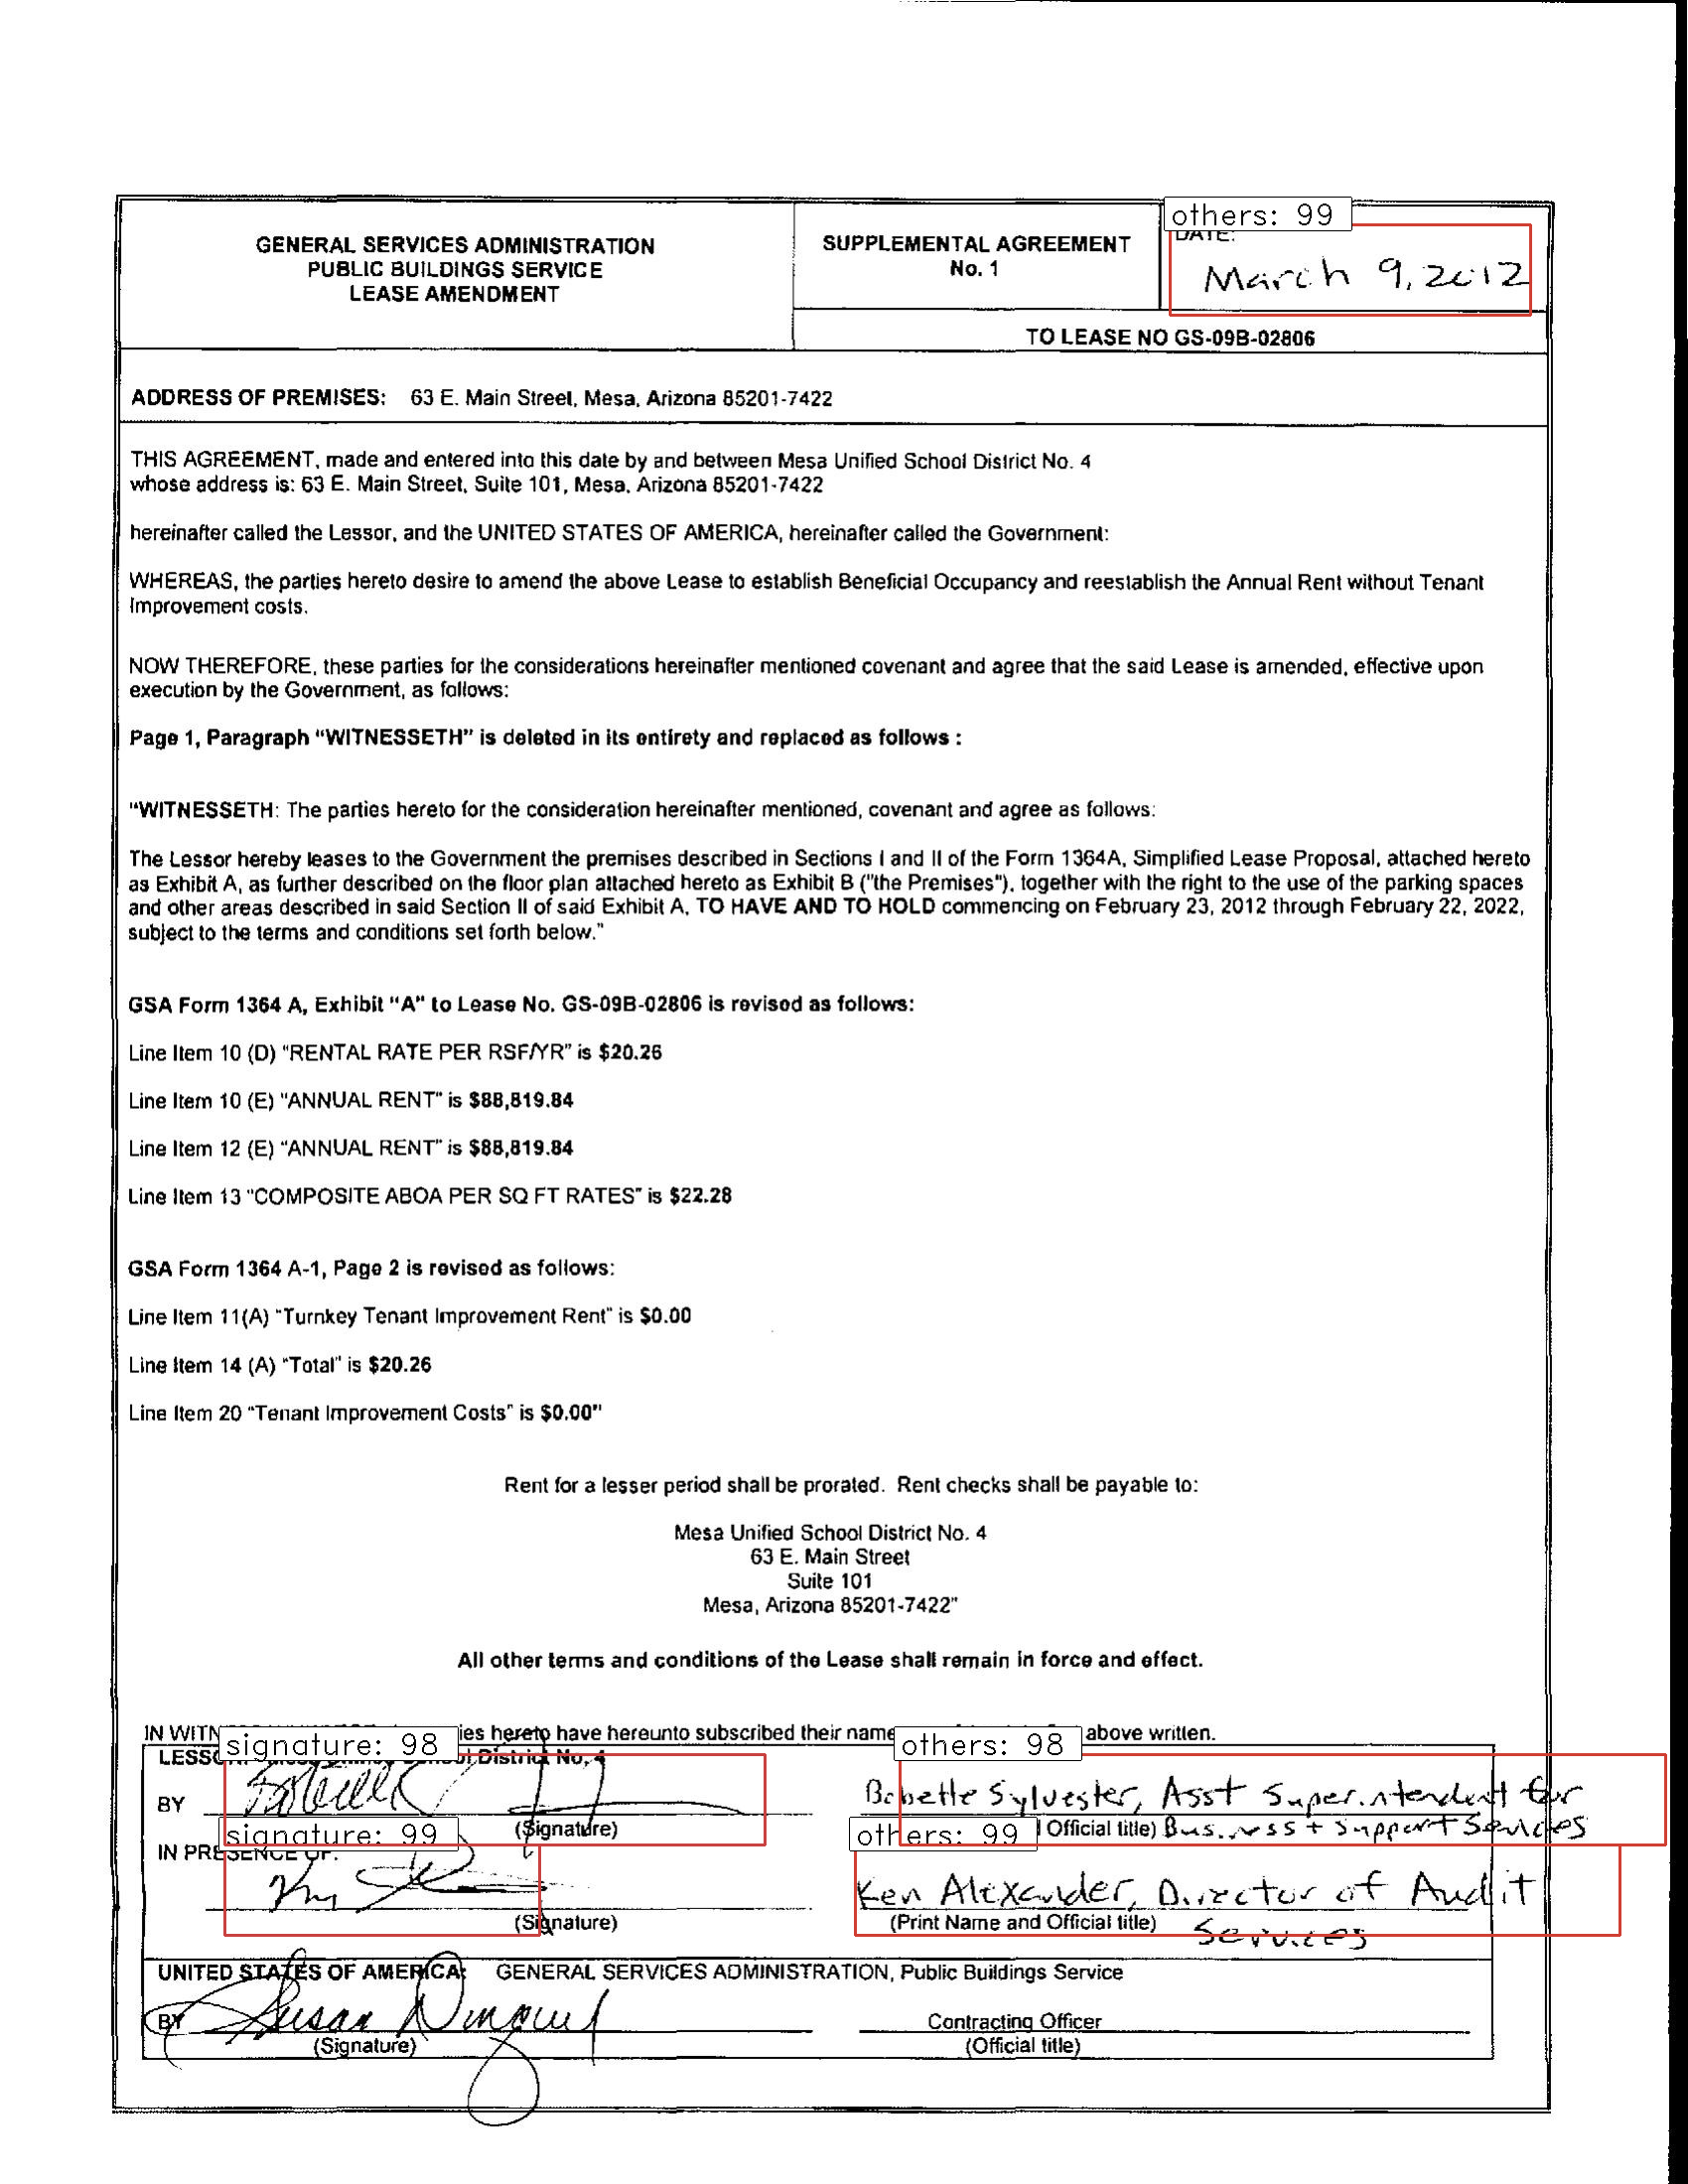 others: 99
GENERAL SERVICES ADMINISTRATION
PUBLIC BUILDINGS SERVICE
LEASE AMENDMENT
SUPPLEMENTAL AGREEMENT
No. 1
DATE:
March 9, 2012
TO LEASE NO GS-09B-02806
ADDRESS OF PREMISES: 63 E. Main Street, Mesa, Arizona 85201-7422
THIS AGREEMENT, made and entered into this date by and between Mesa Unified School District No. 4
whose address is: 63 E. Main Street, Suite 101, Mesa, Arizona 85201-7422
hereinafter called the Lessor, and the UNITED STATES OF AMERICA, hereinafter called the Government:
WHEREAS, the parties hereto desire to amend the above Lease to establish Beneficial Occupancy and reestablish the Annual Rent without Tenant
Improvement costs.
NOW THEREFORE, these parties for the considerations hereinafter mentioned covenant and agree that the said Lease is amended, effective upon
execution by the Government, as follows:
Page 1, Paragraph "WITNESSETH" is deleted in its entirety and replaced as follows :
"WITNESSETH: The parties hereto for the consideration hereinafter mentioned, covenant and agree as follows:
The Lessor hereby leases to the Government the premises described in Sections I and II of the Form 1364A, Simplified Lease Proposal, attached hereto
as Exhibit A, as further described on the floor plan attached hereto as Exhibit B ("the Premises"), together with the right to the use of the parking spaces
and other areas described in said Section II of said Exhibit A, TO HAVE AND TO HOLD commencing on February 23, 2012 through February 22, 2022,
subject to the terms and conditions set forth below."
GSA Form 1364 A, Exhibit "A" to Lease No. GS-09B-02806 is revised as follows:
Line Item 10 (D) "RENTAL RATE PER RSF/YR" is $20.26
Line Item 10 (E) "ANNUAL RENT" is $88,819.84
Line Item 12 (E) "ANNUAL RENT" is $88,819.84
Line Item 13 "COMPOSITE ABOA PER SQ FT RATES" is $22.28
GSA Form 1364 A-1, Page 2 is revised as follows:
Line Item 11(A) "Turnkey Tenant Improvement Rent" is $0.00
Line Item 14 (A) "Total" is $20.26
Line Item 20 "Tenant Improvement Costs" is $0.00"
Rent for a lesser period shall be prorated. Rent checks shall be payable to:
Mesa Unified School District No. 4
63 E. Main Street
Suite 101
Mesa, Arizona 85201-7422"
All other terms and conditions of the Lease shall remain in force and effect.
IN ies hereto have hereunto subscribed their name above written.
signature: 98
others: 98
District No. 4
BY
Babette Sylvester, Asst Superintendent for
(Signature)
Official title) Business + Support Services
signature: 99
others: 99
IN PRESENCE OF:
Ken Alexander, Director of Audit
(Signature)
(Print Name and Official title) Services
UNITED STATES OF AMERICA: GENERAL SERVICES ADMINISTRATION, Public Buildings Service
BY Susan
Contracting Officer
(Signature)
(Official title)